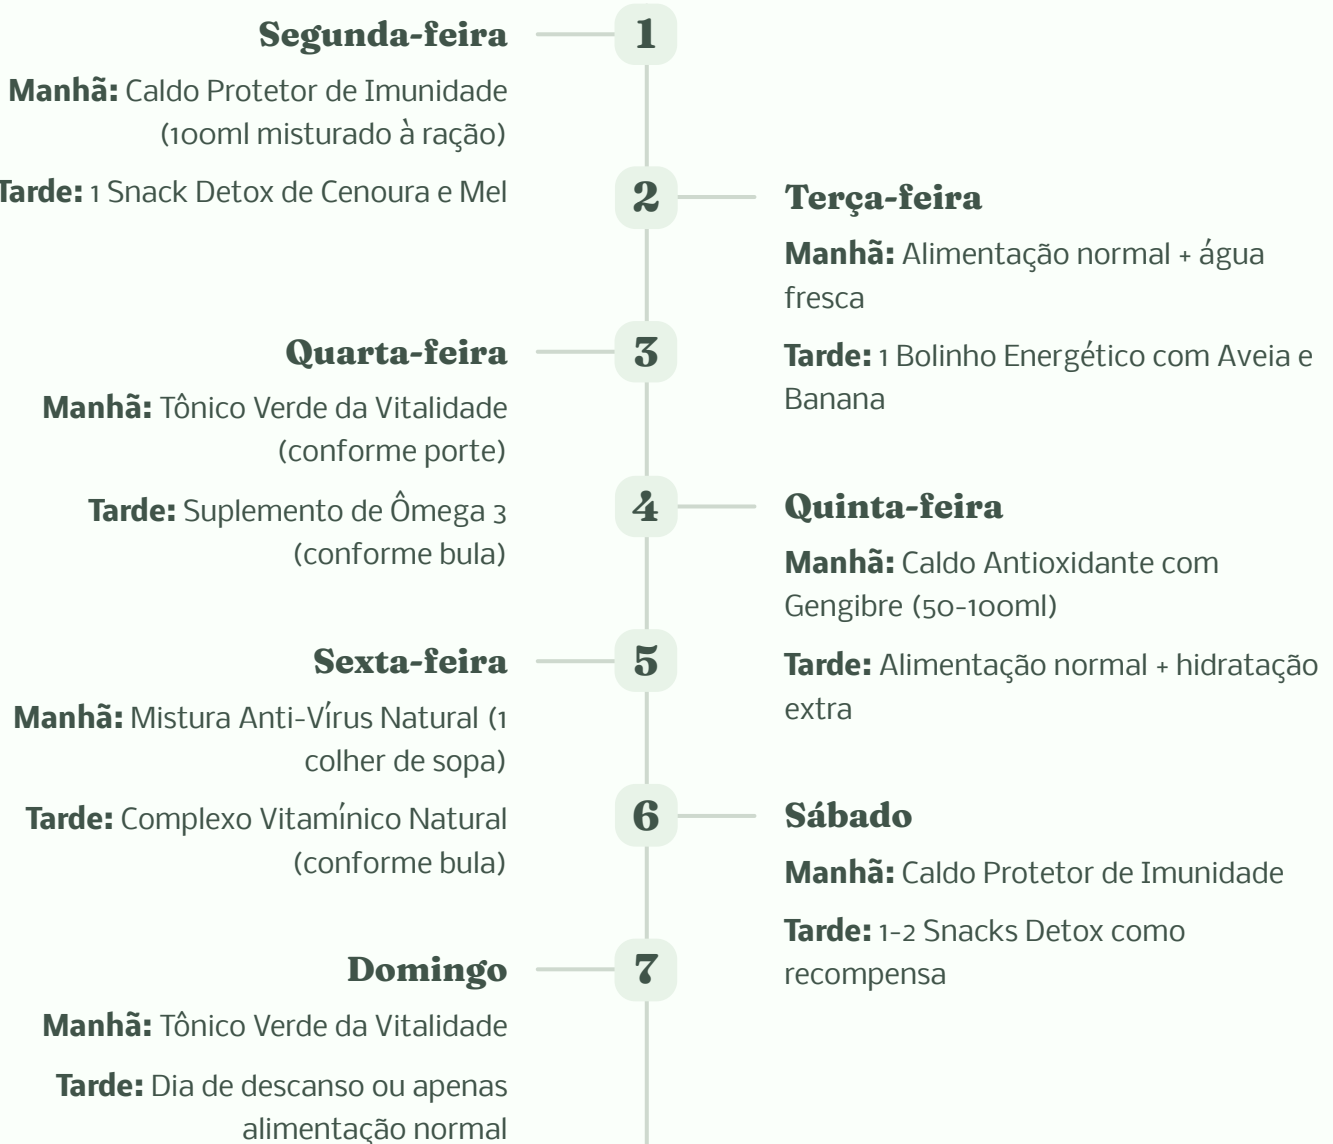 Segunda-feira
1
Manhã: Caldo Protetor de Imunidade
(100ml misturado à ração)
Tarde: 1 Snack Detox de Cenoura e Mel
2
Terça-feira
Manhã: Alimentação normal + água
fresca
Tarde: 1 Bolinho Energético com Aveia e
Banana
Quarta-feira
3
Manhã: Tônico Verde da Vitalidade
(conforme porte)
Tarde: Suplemento de Ômega 3
(conforme bula)
4
Quinta-feira
Manhã: Caldo Antioxidante com
Gengibre (50-100ml)
Tarde: Alimentação normal + hidratação
extra
Sexta-feira
5
Manhã: Mistura Anti-Vírus Natural (1
colher de sopa)
Tarde: Complexo Vitamínico Natural
(conforme bula)
6
Sábado
Manhã: Caldo Protetor de Imunidade
Tarde: 1-2 Snacks Detox como
recompensa
Domingo
7
Manhã: Tônico Verde da Vitalidade
Tarde: Dia de descanso ou apenas
alimentação normal